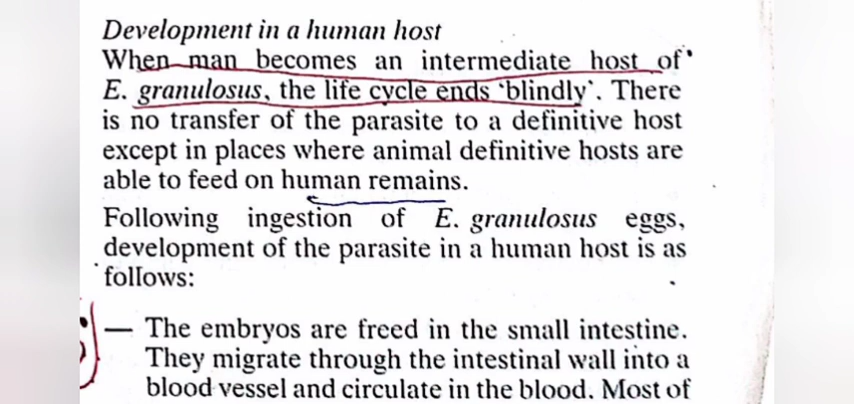 Development in a human host
When man becomes an intermediate host of
E. granulosus, the life cycle ends ‘blindly’. There
is no transfer of the parasite to a definitive host
except in places where animal definitive hosts are
able to feed on human remains.
Following ingestion of E. granulosus eggs,
development of the parasite in a human host is as
follows:
— The embryos are freed in the small intestine.
They migrate through the intestinal wall into a
blood vessel and circulate in the blood. Most of